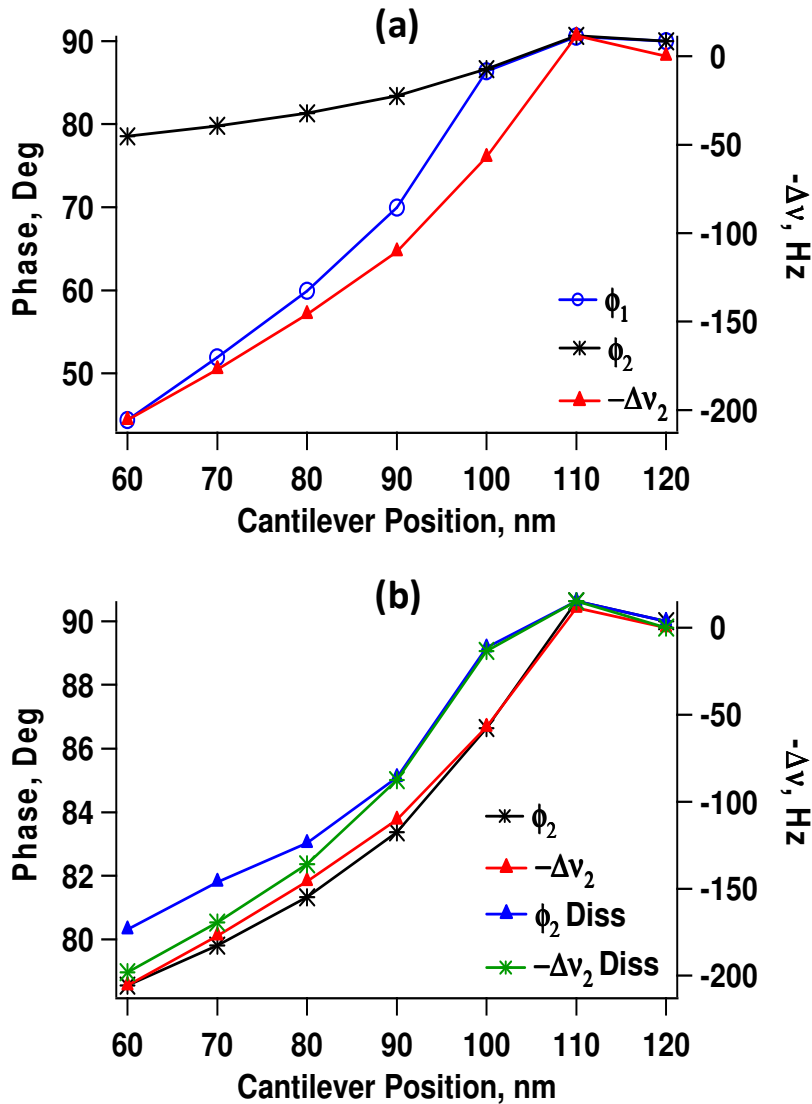 (a)
90
80
70
60
50
Phase, Deg
0
-50
-100
-150
-200
-Δν, Hz
ϕ1
ϕ2
−Δν2
60 70 80 90 100 110 120
Cantilever Position, nm
(b)
90
88
86
84
82
80
Phase, Deg
0
-50
-100
-150
-200
-Δν, Hz
ϕ2
−Δν2
ϕ2 Diss
−Δν2 Diss
60 70 80 90 100 110 120
Cantilever Position, nm